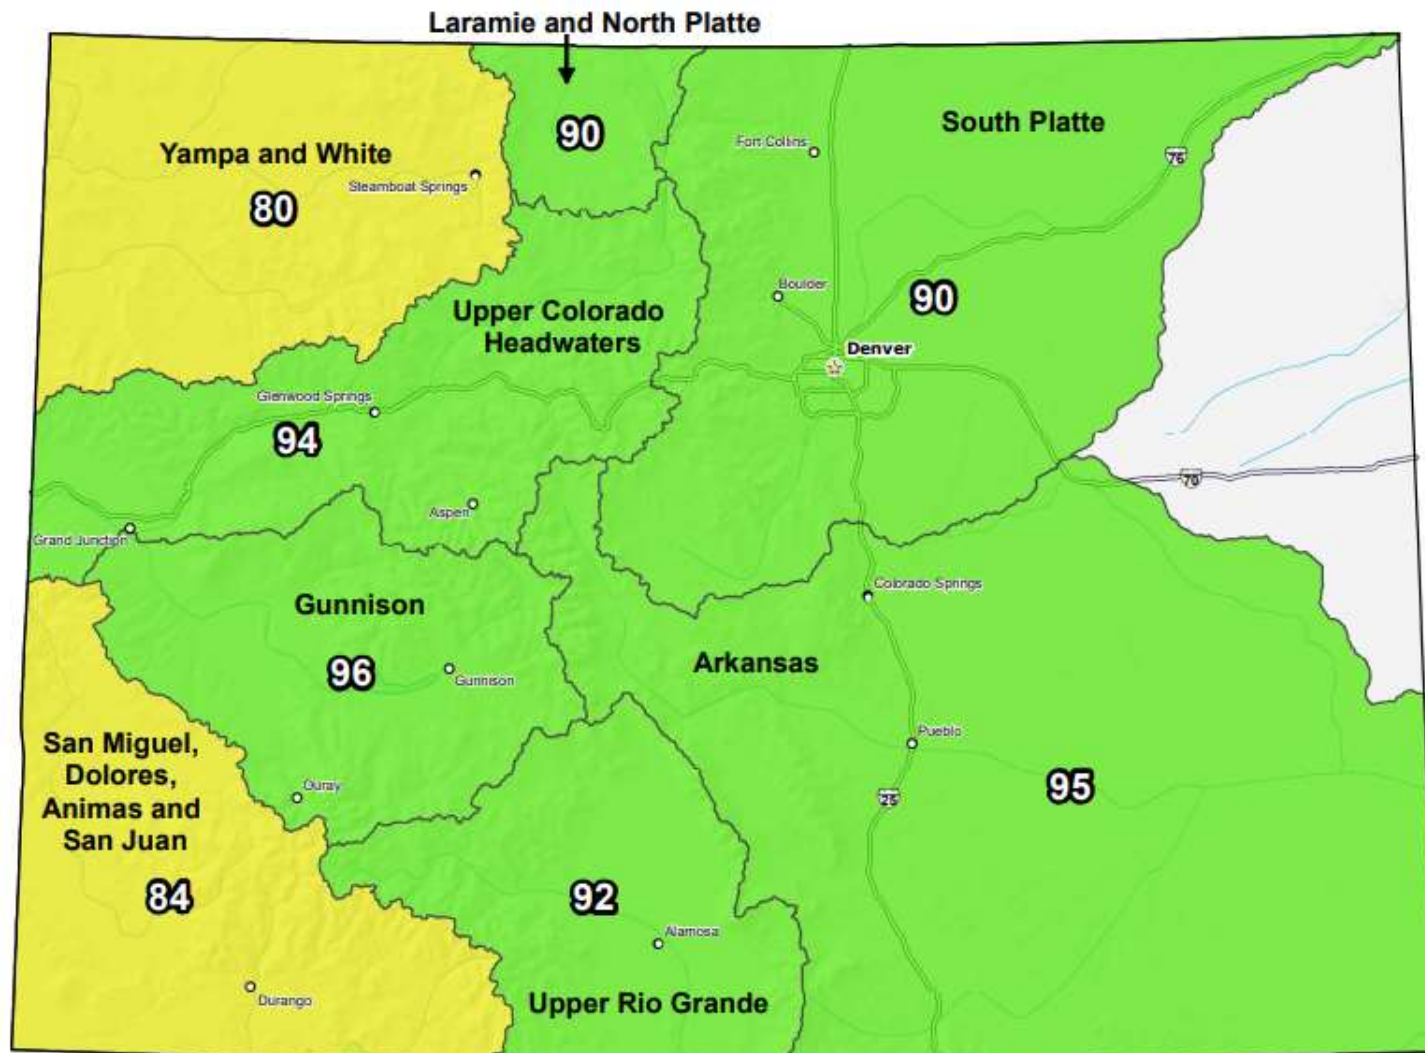 Laramie and North Platte
90
South Platte
Fort Collins
76
Yampa and White
Steamboat Springs
80
Boulder
90
Upper Colorado
Headwaters
Denver
Glenwood Springs
94
70
Aspen
Grand Junction
Colorado Springs
Gunnison
96
Gunnison
Arkansas
San Miguel,
Dolores,
Animas and
San Juan
Pueblo
Ouray
25
95
84
92
Alamosa
Durango
Upper Rio Grande